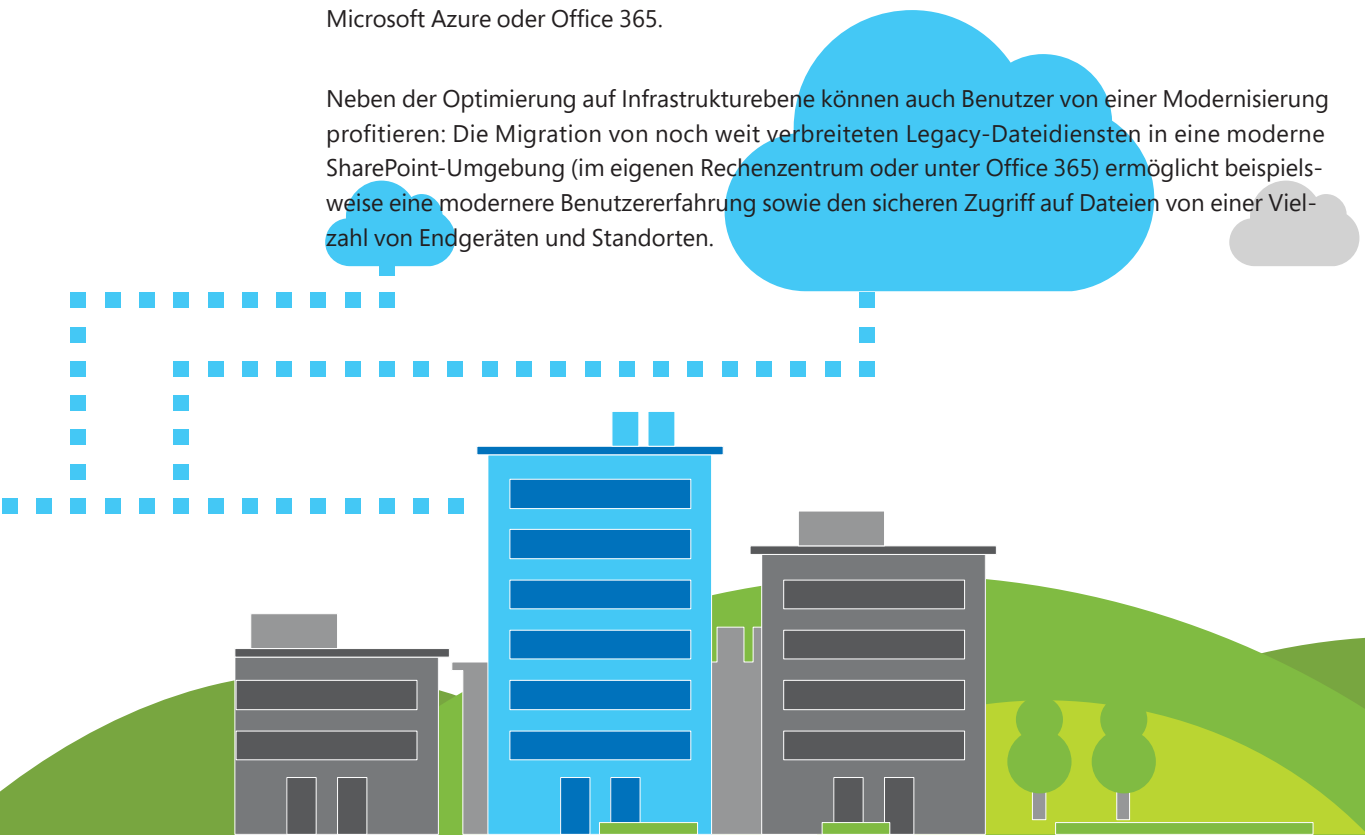 Microsoft Azure oder Office 365.
Neben der Optimierung auf Infrastrukturebene können auch Benutzer von einer Modernisierung
profitieren: Die Migration von noch weit verbreiteten Legacy-Dateidiensten in eine moderne
SharePoint-Umgebung (im eigenen Rechenzentrum oder unter Office 365) ermöglicht beispiels-
weise eine modernere Benutzererfahrung sowie den sicheren Zugriff auf Dateien von einer Viel-
zahl von Endgeräten und Standorten.